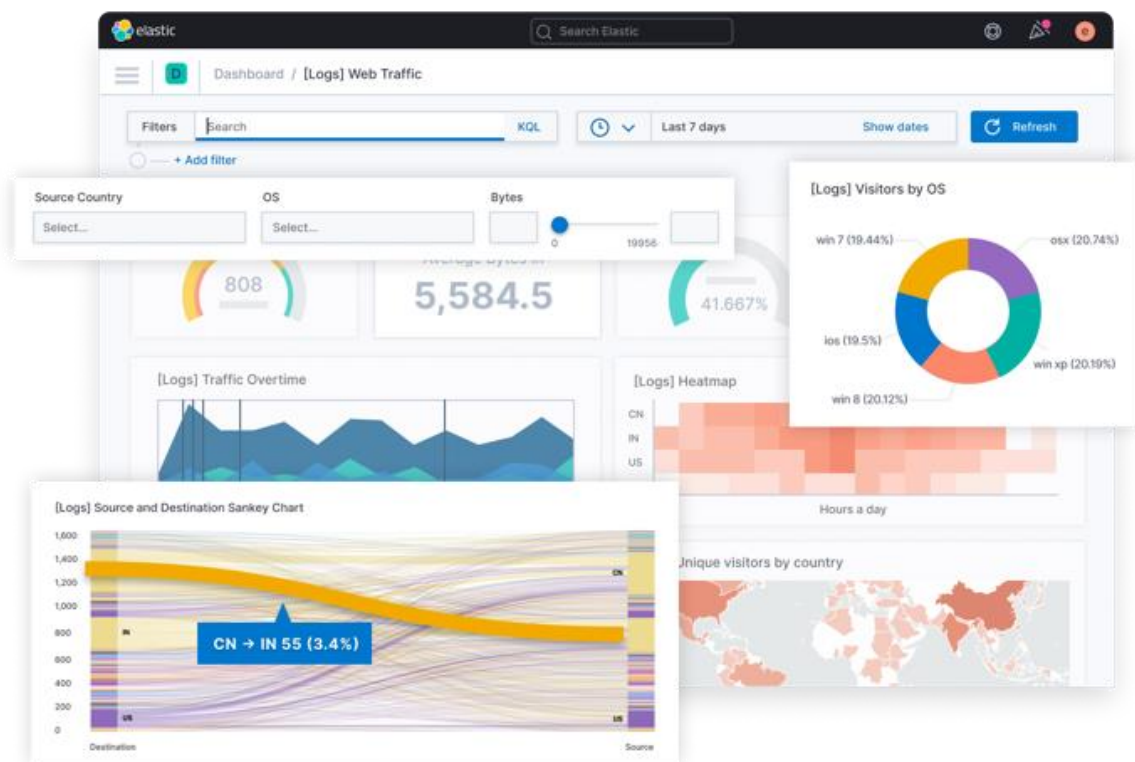 elastic
Search Elastic
e
D
Dashboard / [Logs] Web Traffic
Filters
Search
KQL
Last 7 days
Show dates
Refresh
+ Add filter
Source Country
OS
Bytes
Select...
Select...
0
19956
[Logs] Visitors by OS
win 7 (19.44%)
osx (20.74%)
ios (19.5%)
win xp (20.19%)
win 8 (20.12%)
808
Average Bytes in
5,584.5
41.667%
[Logs] Traffic Overtime
[Logs] Heatmap
CN
IN
US
Hours a day
[Logs] Source and Destination Sankey Chart
1,600
1,400
1,200
1,000
800
600
400
200
0
CN
IN
CN → IN 55 (3.4%)
US
US
Destination
Source
Unique visitors by country